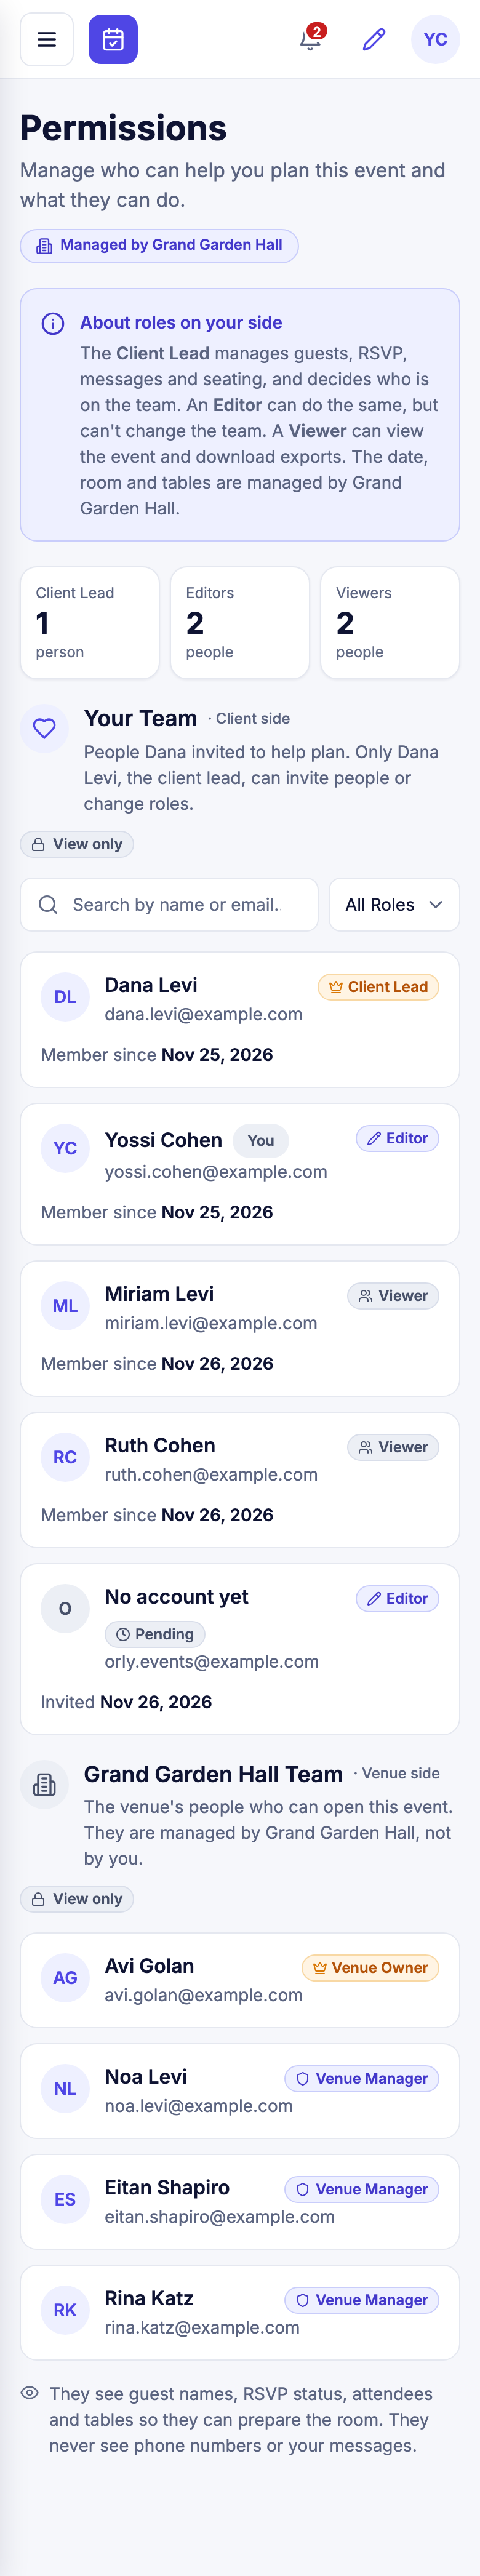 2
YC
Permissions
Manage who can help you plan this event and
what they can do.
Managed by Grand Garden Hall
About roles on your side
The Client Lead manages guests, RSVP,
messages and seating, and decides who is
on the team. An Editor can do the same, but
can't change the team. A Viewer can view
the event and download exports. The date,
room and tables are managed by Grand
Garden Hall.
Client Lead
1
person
Editors
2
people
Viewers
2
people
Your Team · Client side
People Dana invited to help plan. Only Dana
Levi, the client lead, can invite people or
change roles.
View only
Search by name or email.
All Roles
DL
Dana Levi
Client Lead
dana.levi@example.com
Member since Nov 25, 2026
YC
Yossi Cohen You
Editor
yossi.cohen@example.com
Member since Nov 25, 2026
ML
Miriam Levi
Viewer
miriam.levi@example.com
Member since Nov 26, 2026
RC
Ruth Cohen
Viewer
ruth.cohen@example.com
Member since Nov 26, 2026
O
No account yet
Editor
Pending
orly.events@example.com
Invited Nov 26, 2026
Grand Garden Hall Team · Venue side
The venue's people who can open this event.
They are managed by Grand Garden Hall, not
by you.
View only
AG
Avi Golan
Venue Owner
avi.golan@example.com
NL
Noa Levi
Venue Manager
noa.levi@example.com
ES
Eitan Shapiro
Venue Manager
eitan.shapiro@example.com
RK
Rina Katz
Venue Manager
rina.katz@example.com
They see guest names, RSVP status, attendees
and tables so they can prepare the room. They
never see phone numbers or your messages.